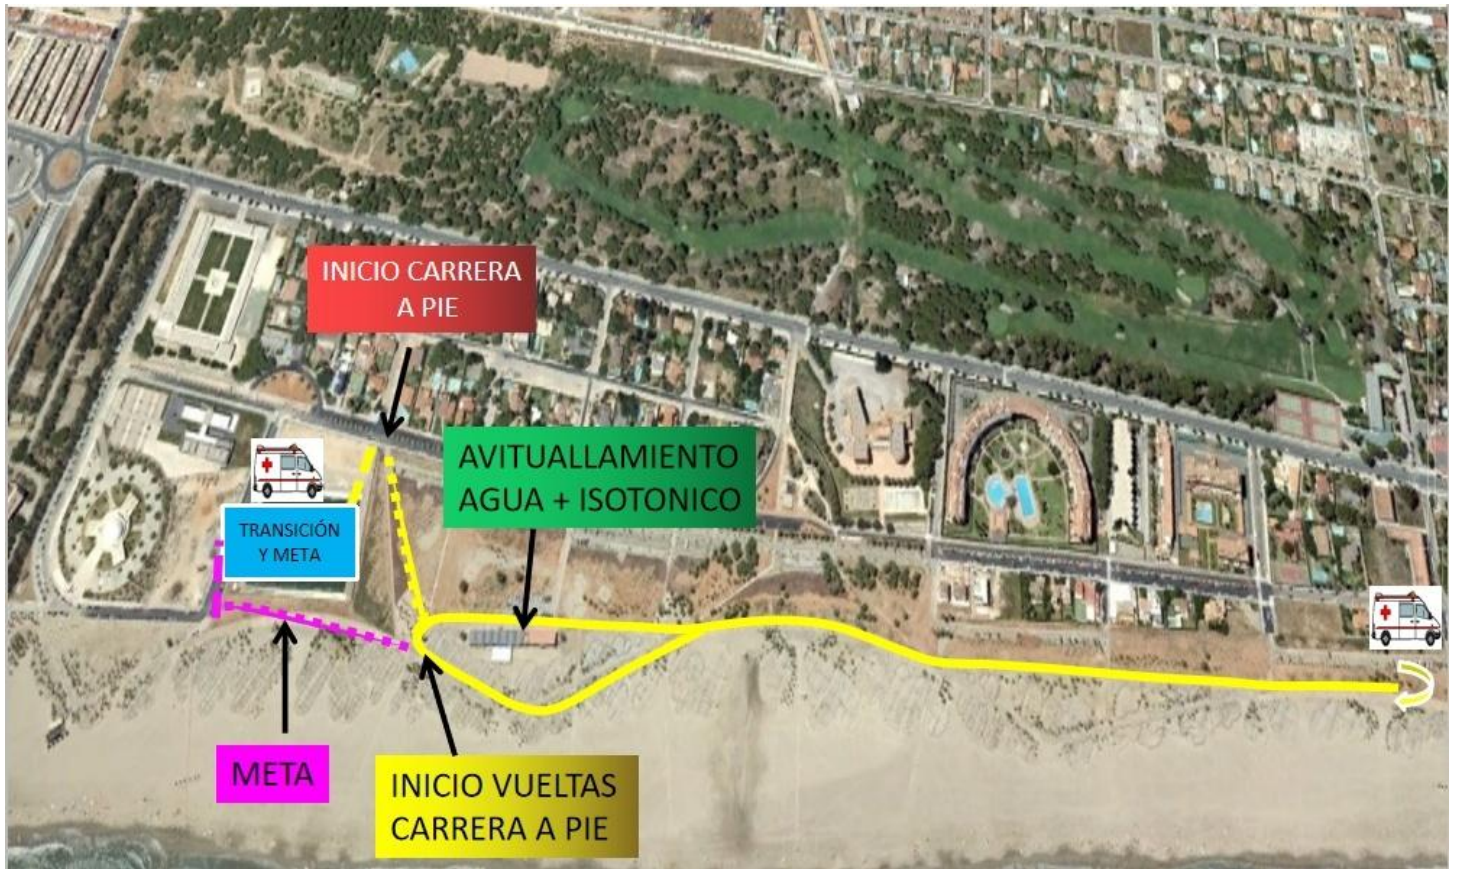 INICIO CARRERA
A PIE
AVITUALLAMIENTO
AGUA + ISOTONICO
TRANSICIÓN
Y META
META
INICIO VUELTAS
CARRERA A PIE